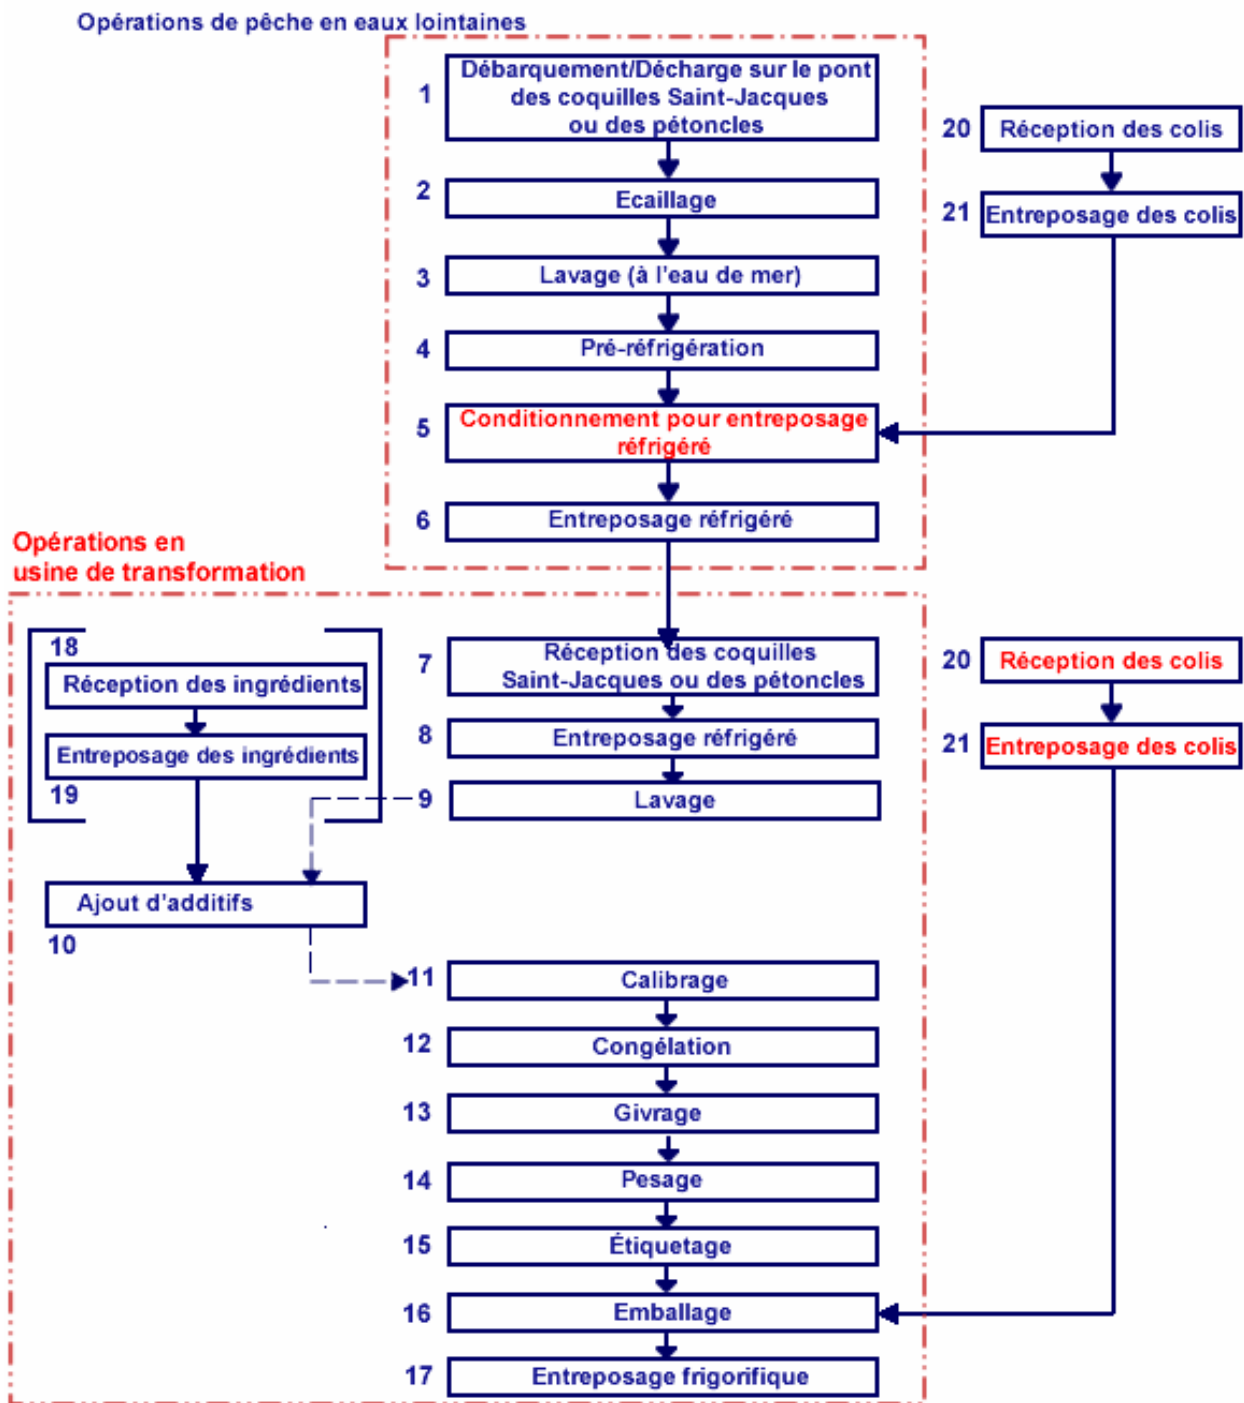 Opérations de pêche en eaux lointaines
1
Débarquement/Décharge sur le pont
des coquilles Saint-Jacques
ou des pétoncles
20
Réception des colis
2
Ecaillage
21
Entreposage des colis
3
Lavage (à l'eau de mer)
4
Pré-réfrigération
5
Conditionnement pour entreposage
réfrigéré
6
Entreposage réfrigéré
Opérations en
usine de transformation
18
Réception des ingrédients
Entreposage des ingrédients
19
7
Réception des coquilles
Saint-Jacques ou des pétoncles
20
Réception des colis
8
Entreposage réfrigéré
21
Entreposage des colis
9
Lavage
Ajout d'additifs
10
11
Calibrage
12
Congélation
13
Givrage
14
Pesage
15
Étiquetage
16
Emballage
17
Entreposage frigorifique